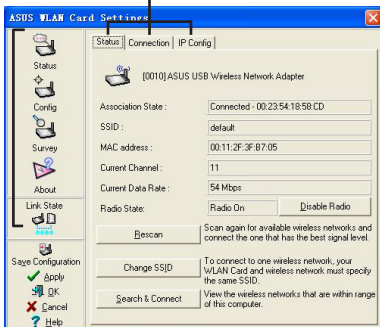 ASUS WLAN Card Settings
Status Connection IP Config
Status
Config
Survey
About
Link State
Save Configuration
Apply
OK
Cancel
Help
[0010] ASUS USB Wireless Network Adapter
Association State : Connected - 00:23:54:18:58:CD
SSID : default
MAC address : 00:11:2F:3F:B7:05
Current Channel : 11
Current Data Rate : 54 Mbps
Radio State: Radio On Disable Radio
Rescan
Scan again for available wireless networks and
connect the one that has the best signal level.
Change SSID
To connect to one wireless network, your
WLAN Card and wireless network must specify
the same SSID.
Search & Connect
View the wireless networks that are within range
of this computer.